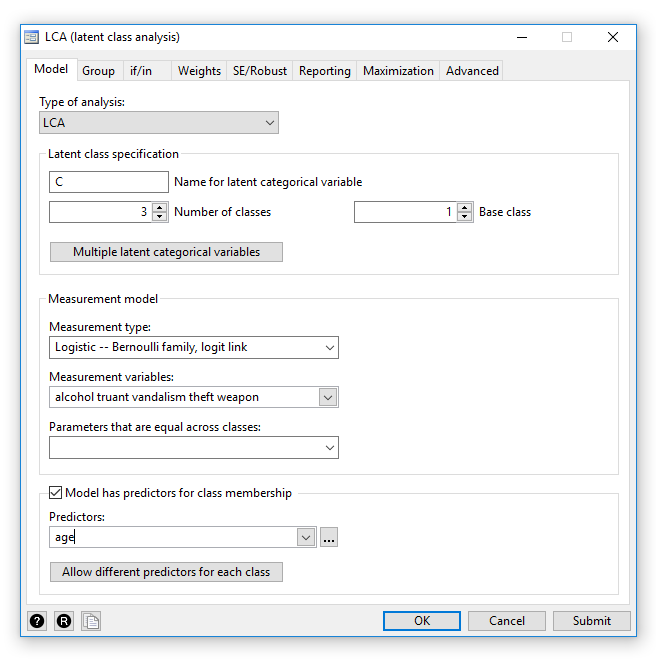 LCA (latent class analysis)
Model Group if/in Weights SE/Robust Reporting Maximization Advanced
Type of analysis:
LCA
Latent class specification
C Name for latent categorical variable
3 Number of classes 1 Base class
Multiple latent categorical variables
Measurement model
Measurement type:
Logistic -- Bernoulli family, logit link
Measurement variables:
alcohol truant vandalism theft weapon
Parameters that are equal across classes:
Model has predictors for class membership
Predictors:
age ...
Allow different predictors for each class
? R OK Cancel Submit